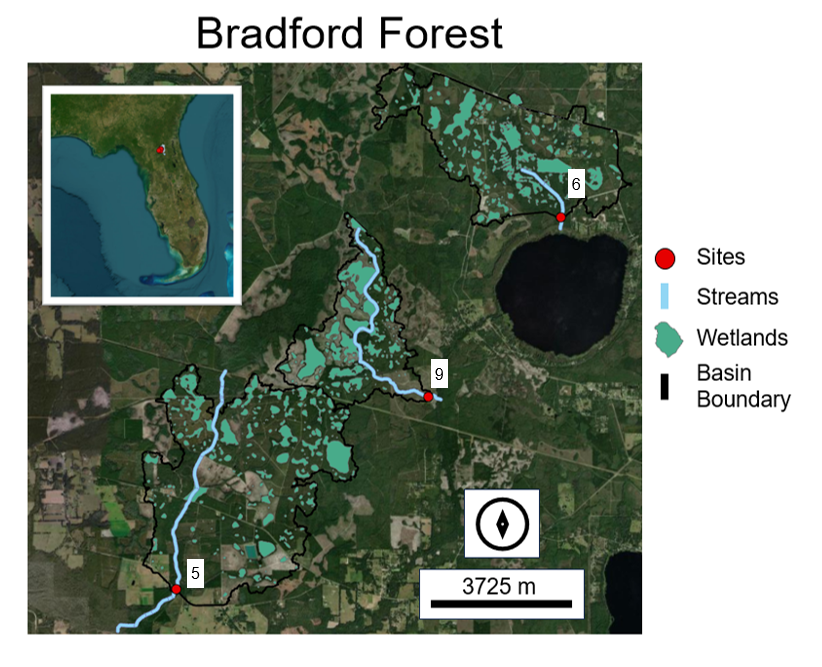 Bradford Forest
6
9
5
3725 m
Sites
Streams
Wetlands
Basin
Boundary